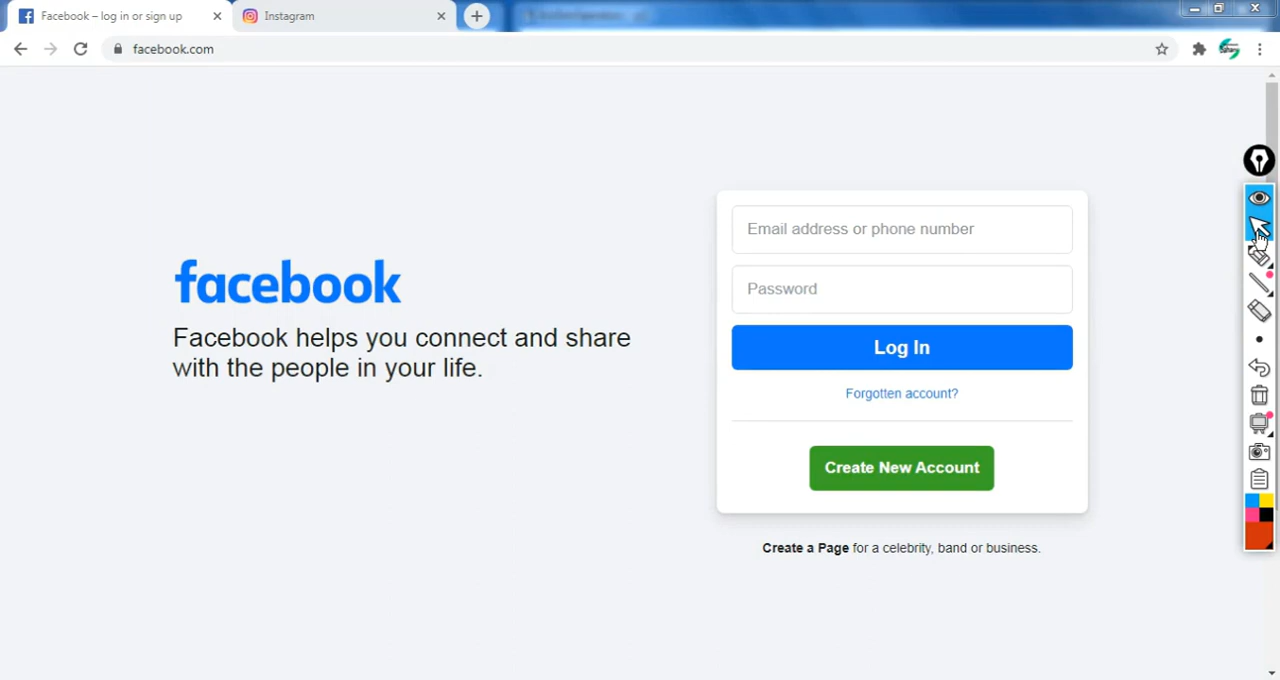 Facebook – log in or sign up
Instagram
facebook.com
facebook
Facebook helps you connect and share
with the people in your life.
Email address or phone number
Password
Log In
Forgotten account?
Create New Account
Create a Page for a celebrity, band or business.